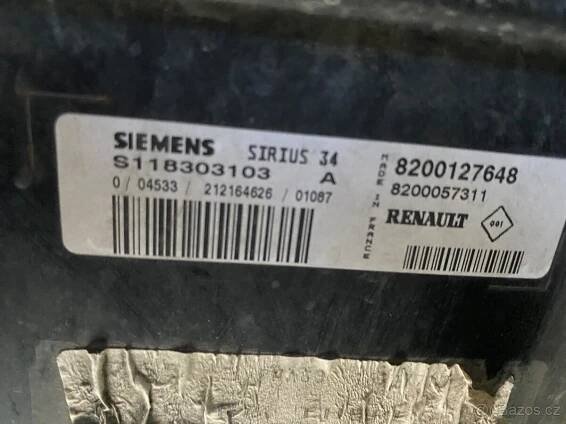 SIEMENS SIRIUS 34
S118303103 A
0 / 04533 / 212164626 / 01087
MADE IN FRANCE
8200127648
8200057311
RENAULT 001